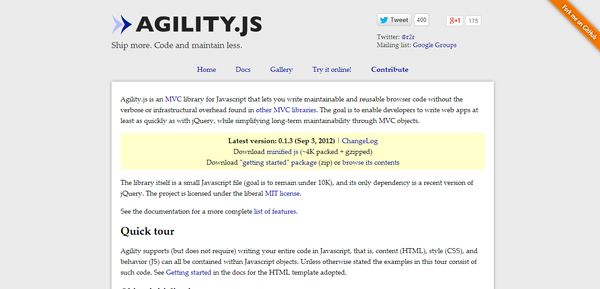 AGILITY.JS
Ship more. Code and maintain less.
Tweet 400 g+1 175
Twitter: @r2r
Mailing list: Google Groups
Fork me on GitHub
Home Docs Gallery Try it online! Contribute
Agility.js is an MVC library for Javascript that lets you write maintainable and reusable browser code without the
verbose or infrastructural overhead found in other MVC libraries. The goal is to enable developers to write web apps at
least as quickly as with jQuery, while simplifying long-term maintainability through MVC objects.
Latest version: 0.1.3 (Sep 3, 2012) | ChangeLog
Download minified js (~4K packed + gzipped)
Download "getting started" package (zip) or browse its contents
The library itself is a small Javascript file (goal is to remain under 10K), and its only dependency is a recent version of
jQuery. The project is licensed under the liberal MIT license.
See the documentation for a more complete list of features.
Quick tour
Agility supports (but does not require) writing your entire code in Javascript, that is, content (HTML), style (CSS), and
behavior (JS) can all be contained within Javascript objects. Unless otherwise stated the examples in this tour consist of
such code. See Getting started in the docs for the HTML template adopted.